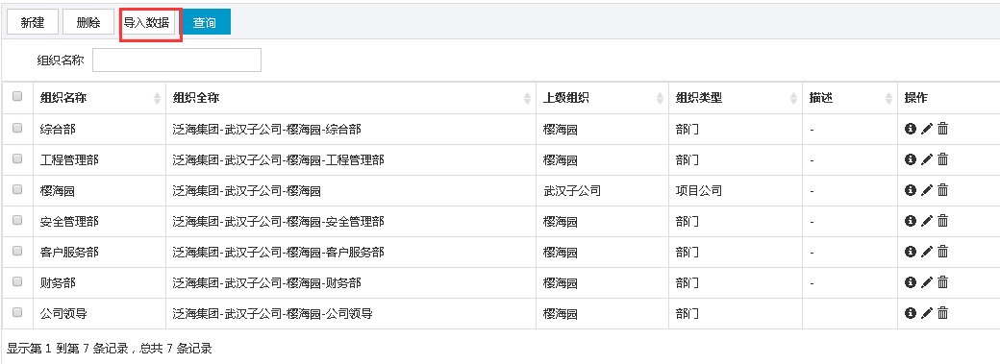 新建 删除 导入数据 查询
组织名称
组织名称 组织全称 上级组织 组织类型 描述 操作
综合部 泛海集团-武汉子公司-樱海园-综合部 樱海园 部门 -
工程管理部 泛海集团-武汉子公司-樱海园-工程管理部 樱海园 部门 -
樱海园 泛海集团-武汉子公司-樱海园 武汉子公司 项目公司 -
安全管理部 泛海集团-武汉子公司-樱海园-安全管理部 樱海园 部门 -
客户服务部 泛海集团-武汉子公司-樱海园-客户服务部 樱海园 部门 -
财务部 泛海集团-武汉子公司-樱海园-财务部 樱海园 部门 -
公司领导 泛海集团-武汉子公司-樱海园-公司领导 樱海园 部门
显示第 1 到第 7 条记录，总共 7 条记录